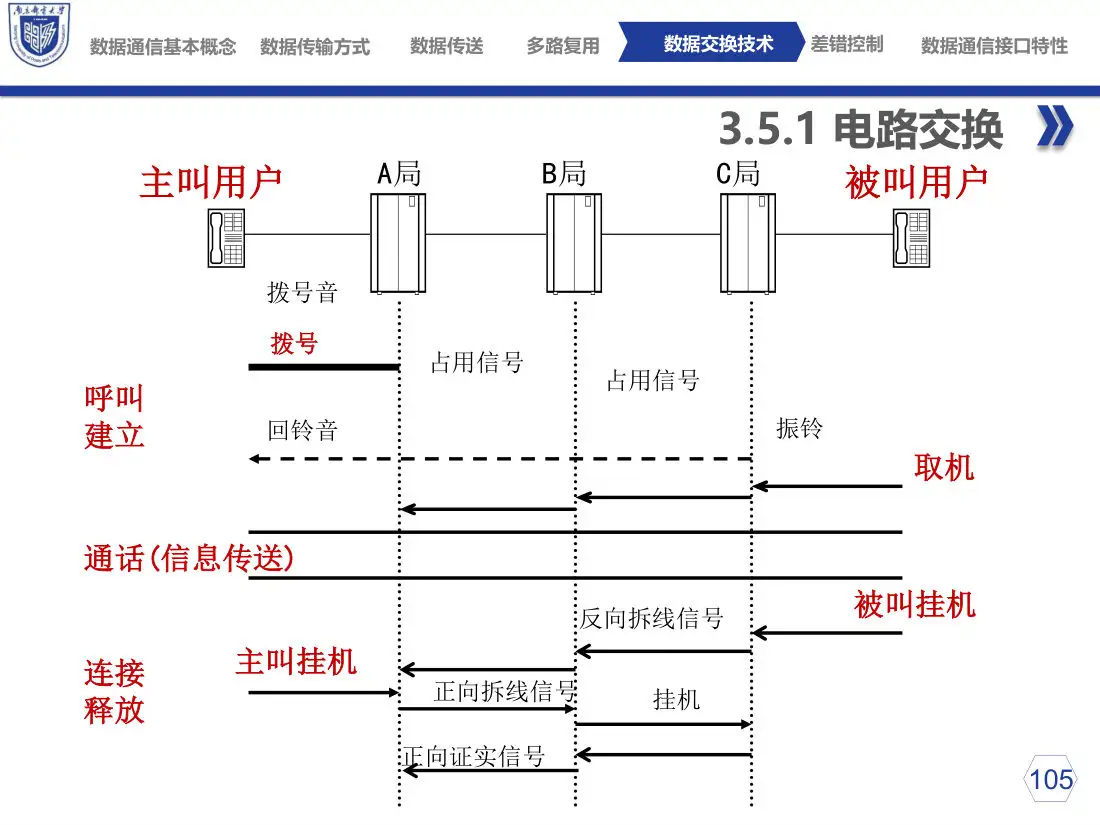 数据通信基本概念 数据传输方式 数据传送 多路复用 数据交换技术 差错控制 数据通信接口特性
3.5.1 电路交换
主叫用户 A局 B局 C局 被叫用户
拨号音
拨号
占用信号
占用信号
呼叫
建立
回铃音
振铃
取机
通话(信息传送)
被叫挂机
反向拆线信号
主叫挂机
连接
释放
正向拆线信号
挂机
正向证实信号
105